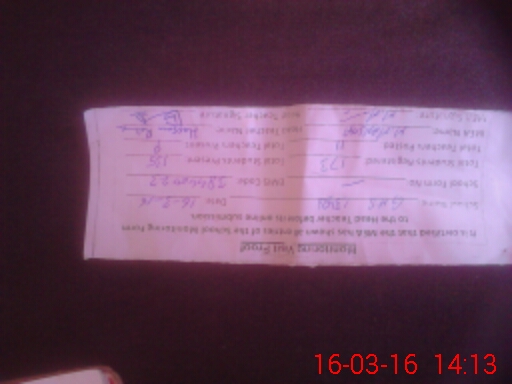 Monitoring Visit Proof
It is certified that the MEA has shown all entries of the School Monitoring Form
to the Head Teacher before its online submission.
School Name GHS Date 16-3-16
School Form No EMIS Code
Total Students Registered 173 Total Students Present
Total Teachers Posted 11 Total Teachers Present 9
MEA Name Head Teacher Name
MEA Signature Head Teacher Signature
16-03-16 14:13